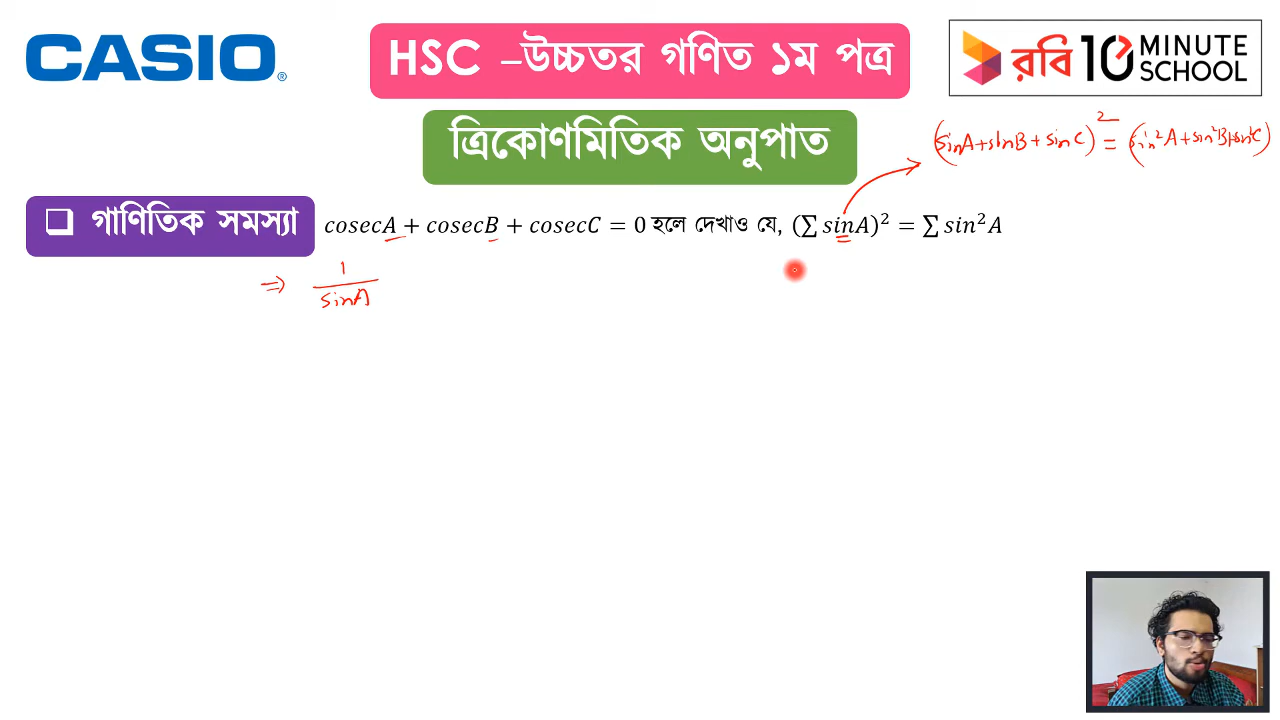 CASIO®
HSC –উচ্চতর গণিত ১ম পত্র
রবি 10 MINUTE SCHOOL
ত্রিকোণমিতিক অনুপাত
(sinA+sinB+sinC)² = (sin²A+sin²B+sin²C)
❑ গাণিতিক সমস্যা
cosecA + cosecB + cosecC = 0 হলে দেখাও যে, (∑ sinA)² = ∑ sin²A
⇒ 1/sinA